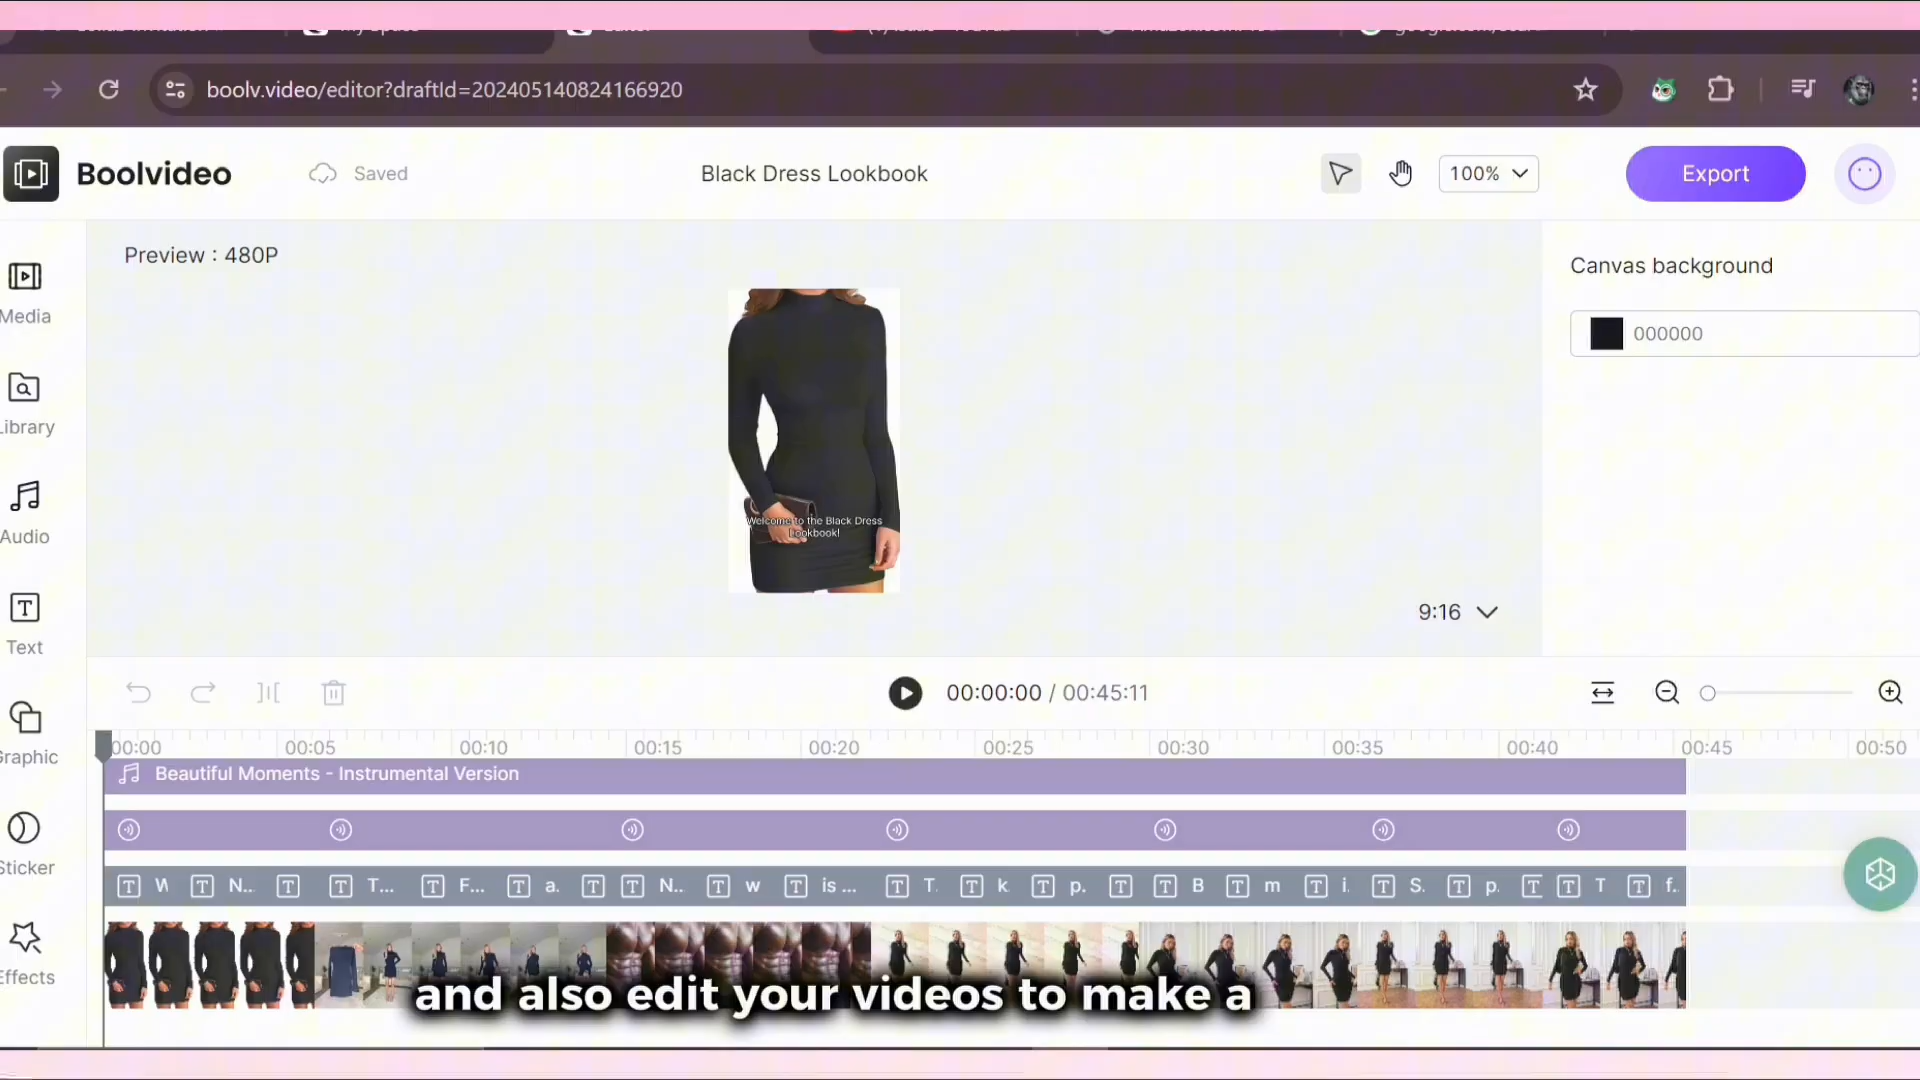 boolv.video/editor?draftId=202405140824166920
Boolvideo
Saved
Black Dress Lookbook
100%
Export
Preview : 480P
Canvas background
000000
Media
Library
Audio
Text
Graphic
Sticker
Effects
Welcome to the Black Dress
Lookbook!
9:16
00:00:00 / 00:45:11
00:00 00:05 00:10 00:15 00:20 00:25 00:30 00:35 00:40 00:45 00:50
Beautiful Moments - Instrumental Version
W N.. T... F... a. N.. w is ... T. k p. B m i. S. p. T f.
and also edit your videos to make a